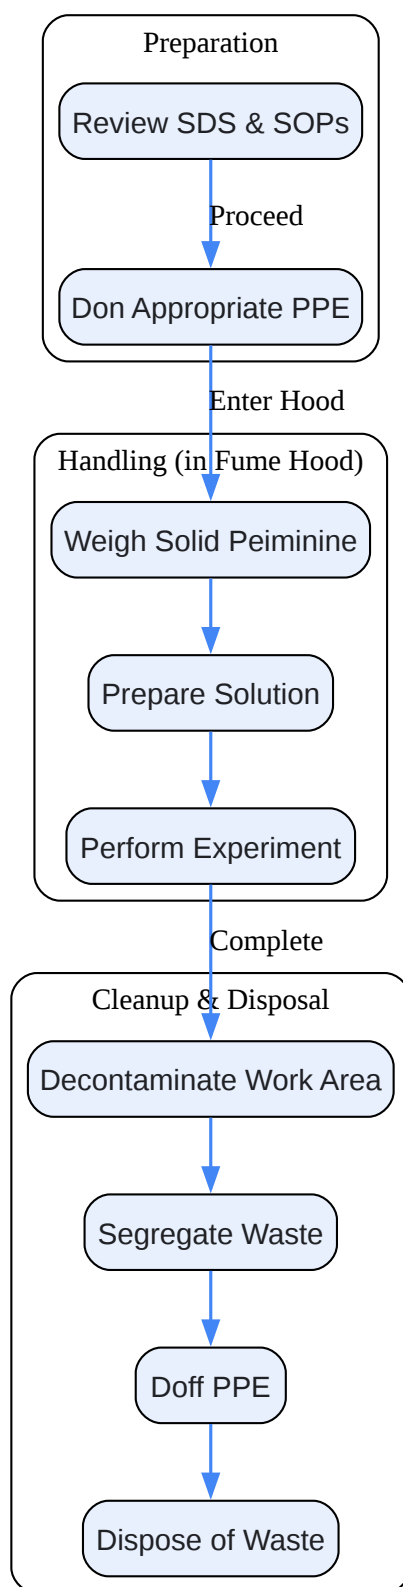 Preparation
Review SDS & SOPs
Proceed
Don Appropriate PPE
Enter Hood
Handling (in Fume Hood)
Weigh Solid Peiminine
Prepare Solution
Perform Experiment
Complete
Cleanup & Disposal
Decontaminate Work Area
Segregate Waste
Doff PPE
Dispose of Waste